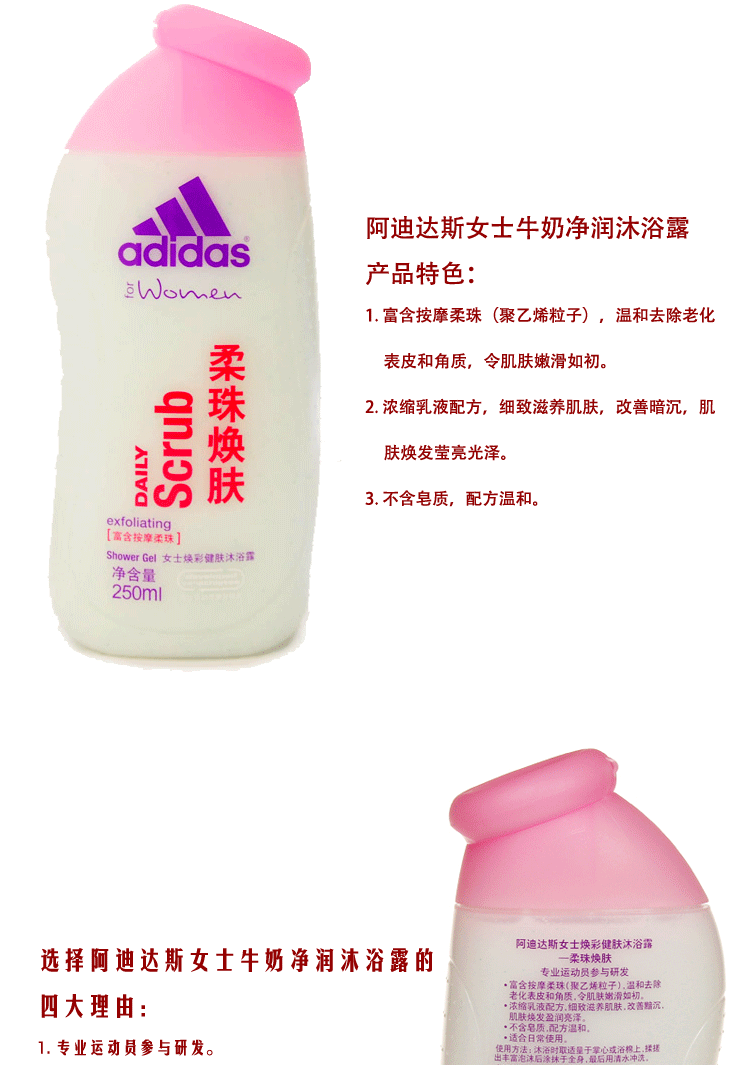 adidas®
for Women
柔珠焕肤
DAILY
Scrub
exfoliating
[富含按摩柔珠]
Shower Gel 女士焕彩健肤沐浴露
净含量
250ml
阿迪达斯女士牛奶净润沐浴露
产品特色：
1. 富含按摩柔珠（聚乙烯粒子），温和去除老化
表皮和角质，令肌肤嫩滑如初。
2. 浓缩乳液配方，细致滋养肌肤，改善暗沉，肌
肤焕发莹亮光泽。
3. 不含皂质，配方温和。
选择阿迪达斯女士牛奶净润沐浴露的
四大理由：
1. 专业运动员参与研发。
阿迪达斯女士焕彩健肤沐浴露
—柔珠焕肤
专业运动员参与研发
•富含按摩柔珠(聚乙烯粒子),温和去除
老化表皮和角质,令肌肤嫩滑如初。
•浓缩乳液配方,细致滋养肌肤,改善黯沉,
肌肤焕发盈润亮泽。
•不含皂质,配方温和。
•适合日常使用。
使用方法：沐浴时取适量于掌心或浴棉上,揉搓
出丰富泡沫后涂抹于全身,最后用清水冲洗。